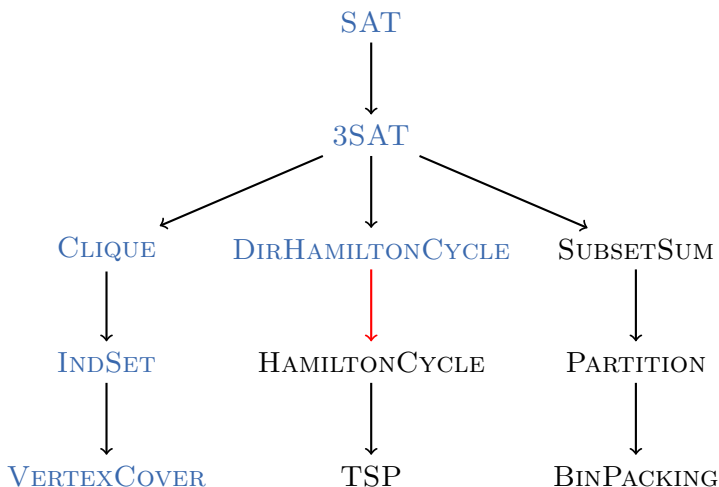 SAT
3SAT
CLIQUE
DIRHAMILTONCYCLE
SUBSETSUM
INDSET
HAMILTONCYCLE
PARTITION
VERTEXCOVER
TSP
BINPACKING